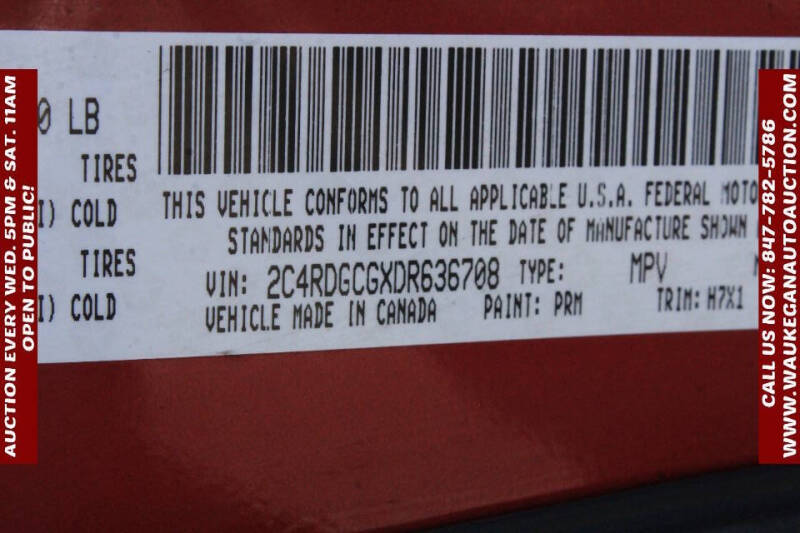 AUCTION EVERY WED. 5PM & SAT. 11AM
OPEN TO PUBLIC!
0 LB
TIRES
I) COLD
TIRES
I) COLD
THIS VEHICLE CONFORMS TO ALL APPLICABLE U.S.A. FEDERAL MOTO
STANDARDS IN EFFECT ON THE DATE OF MANUFACTURE SHOWN
VIN: 2C4RDGCGXDR636708 TYPE: MPV
VEHICLE MADE IN CANADA PAINT: PRM TRIM: H7X1
CALL US NOW: 847-782-5786
WWW.WAUKEGANAUTOAUCTION.COM